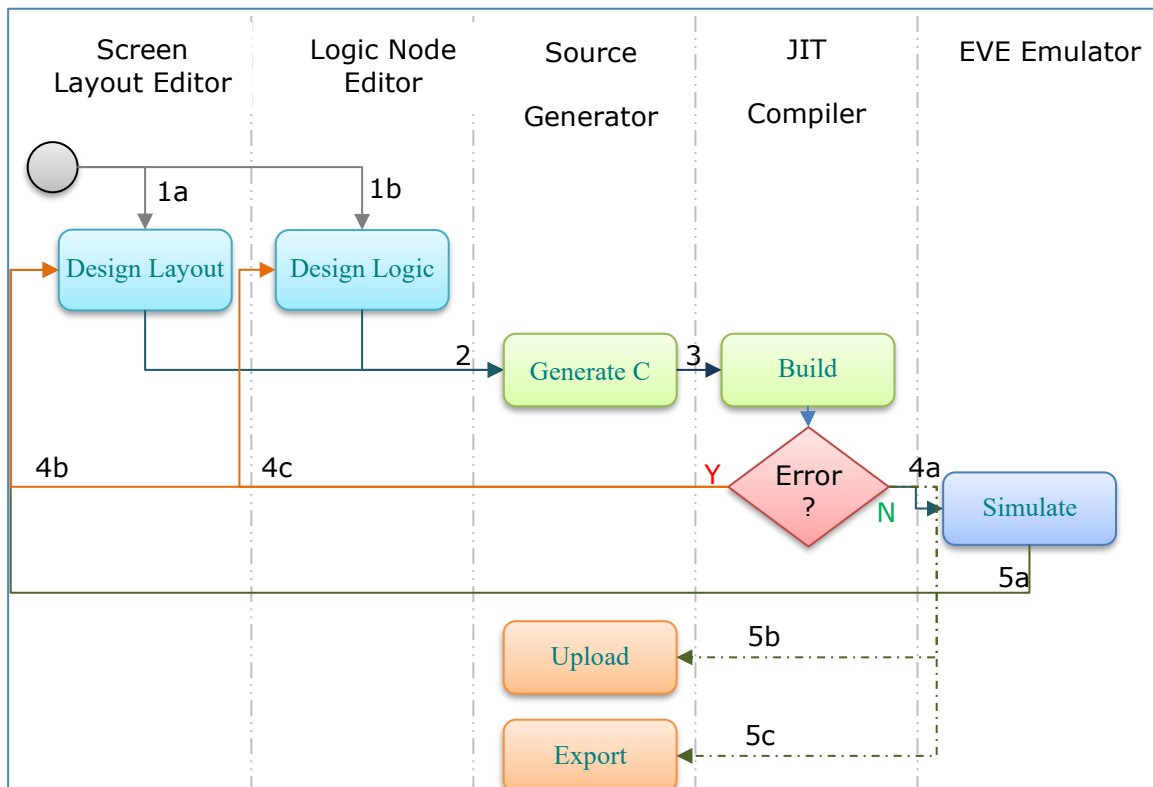 Screen
Layout Editor
Logic Node
Editor
Source
Generator
JIT
Compiler
EVE Emulator
1a
1b
Design Layout
Design Logic
2
Generate C
3
Build
4b
4c
Y
Error
?
4a
N
Simulate
5a
Upload
5b
Export
5c